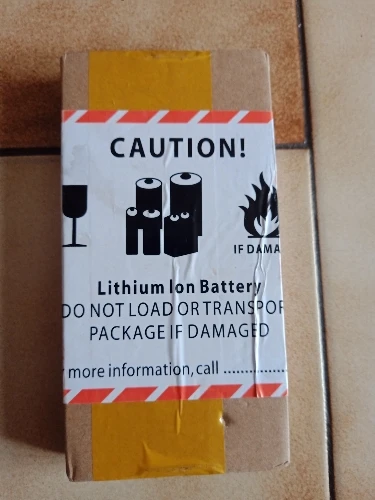 CAUTION!
IF DAMA
Lithium Ion Battery
DO NOT LOAD OR TRANSPOR
PACKAGE IF DAMAGED
more information, call ..............